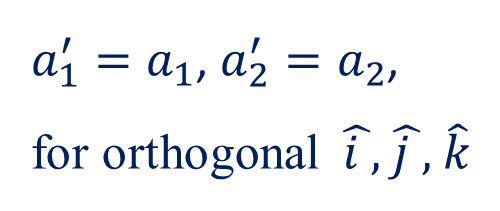 a′₁ = a₁, a′₂ = a₂,
for orthogonal î, ĵ, k̂